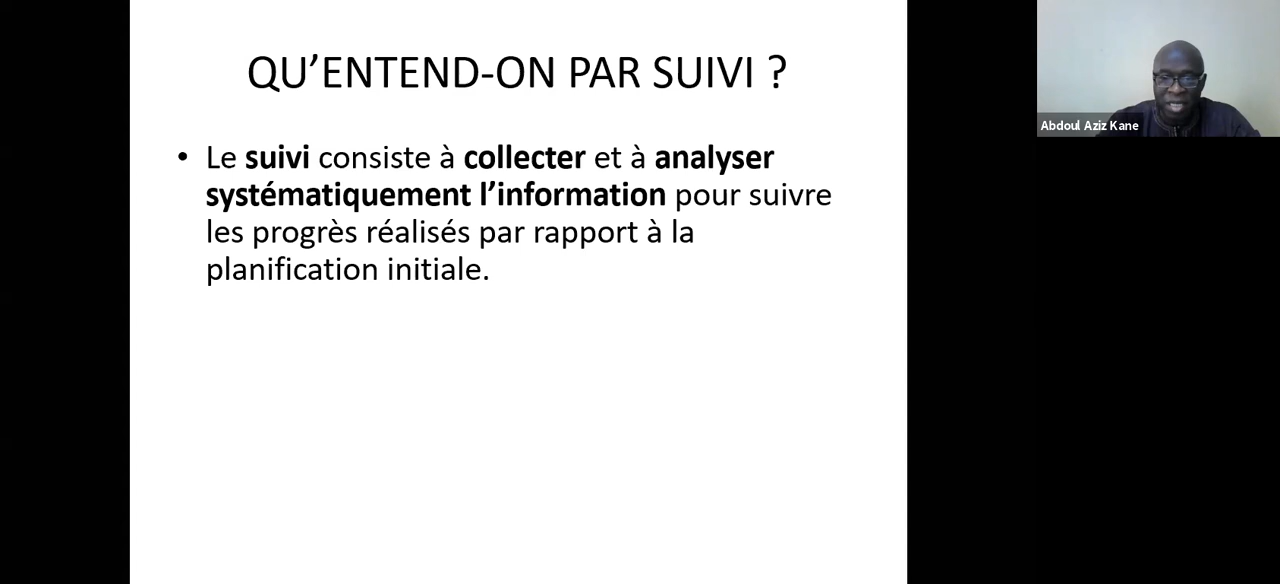 QU’ENTEND-ON PAR SUIVI ?
• Le suivi consiste à collecter et à analyser
systématiquement l’information pour suivre
les progrès réalisés par rapport à la
planification initiale.
Abdoul Aziz Kane